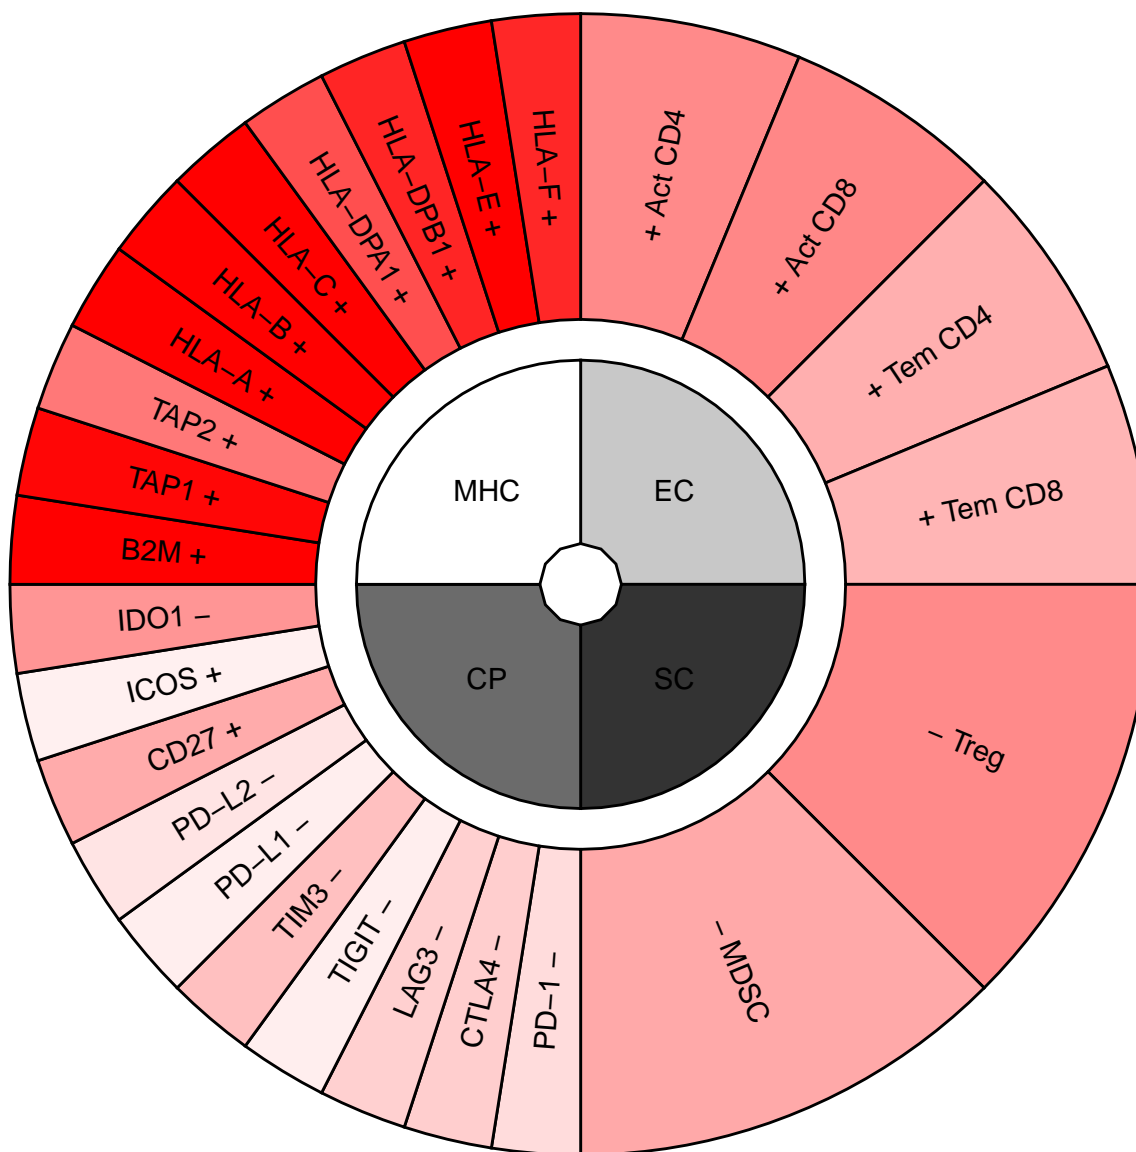 + Act CD4
+ Act CD8
+ Tem CD4
+ Tem CD8
– Treg
– MDSC
PD–1 –
CTLA4 –
LAG3 –
TIGIT –
TIM3 –
PD–L1 –
PD–L2 –
CD27 +
ICOS +
IDO1 –
B2M +
TAP1 +
TAP2 +
HLA–A +
HLA–B +
HLA–C +
HLA–DPA1 +
HLA–DPB1 +
HLA–E +
HLA–F +
MHC
EC
CP
SC